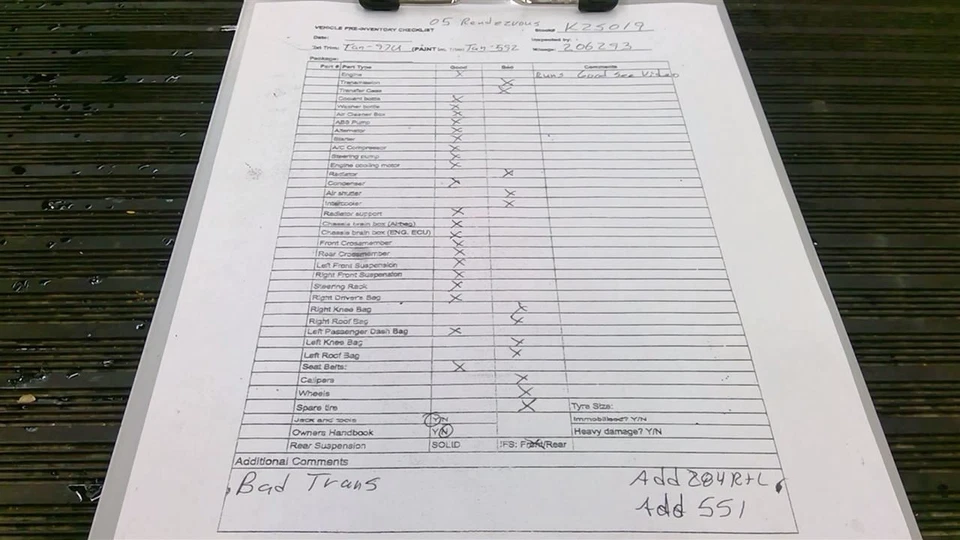 05 Rendezvous
VEHICLE PRE-INVENTORY CHECKLIST Stock# K25019
Date: Inspected by:
Int Trim: Tan-97U (PAINT Tan-592 Mileage: 206293
Package:
Part # Part Type Good Bad Comments
Engine X Runs Good See Video
Transmission X
Transfer Case X
Coolant bottle X
Washer bottle X
Air Cleaner Box X
ABS Pump X
Alternator X
Starter X
A/C Compressor X
Steering pump X
Engine cooling motor X
Radiator X
Condenser X
Air shutter X
Intercooler X
Radiator support X
Chassis brain box (Airbag) X
Chassis brain box (ENG. ECU) X
Front Crossmember X
Rear Crossmember X
Left Front Suspension X
Right Front Suspension X
Steering Rack X
Right Driver's Bag X
Right Knee Bag X
Right Roof Bag X
Left Passenger Dash Bag X
Left Knee Bag X
Left Roof Bag X
Seat Belts: X
Calipers X
Wheels X
Spare tire X Tyre Size:
Jack and tools Y/N Immobilised? Y/N
Owners Handbook Y/N Heavy damage? Y/N
Rear Suspension SOLID IFS: Front/Rear
Additional Comments
Bad Trans Add 284 R+L
Add 551